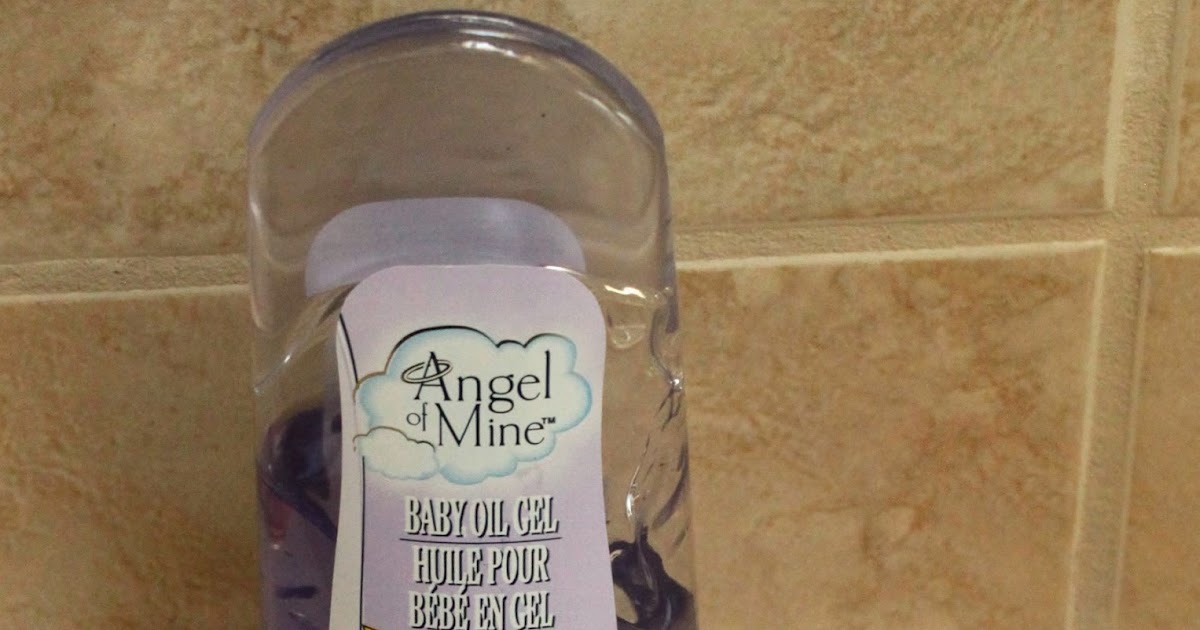 Angel
of Mine™
BABY OIL GEL
HUILE POUR
BÉBÉ EN GEL